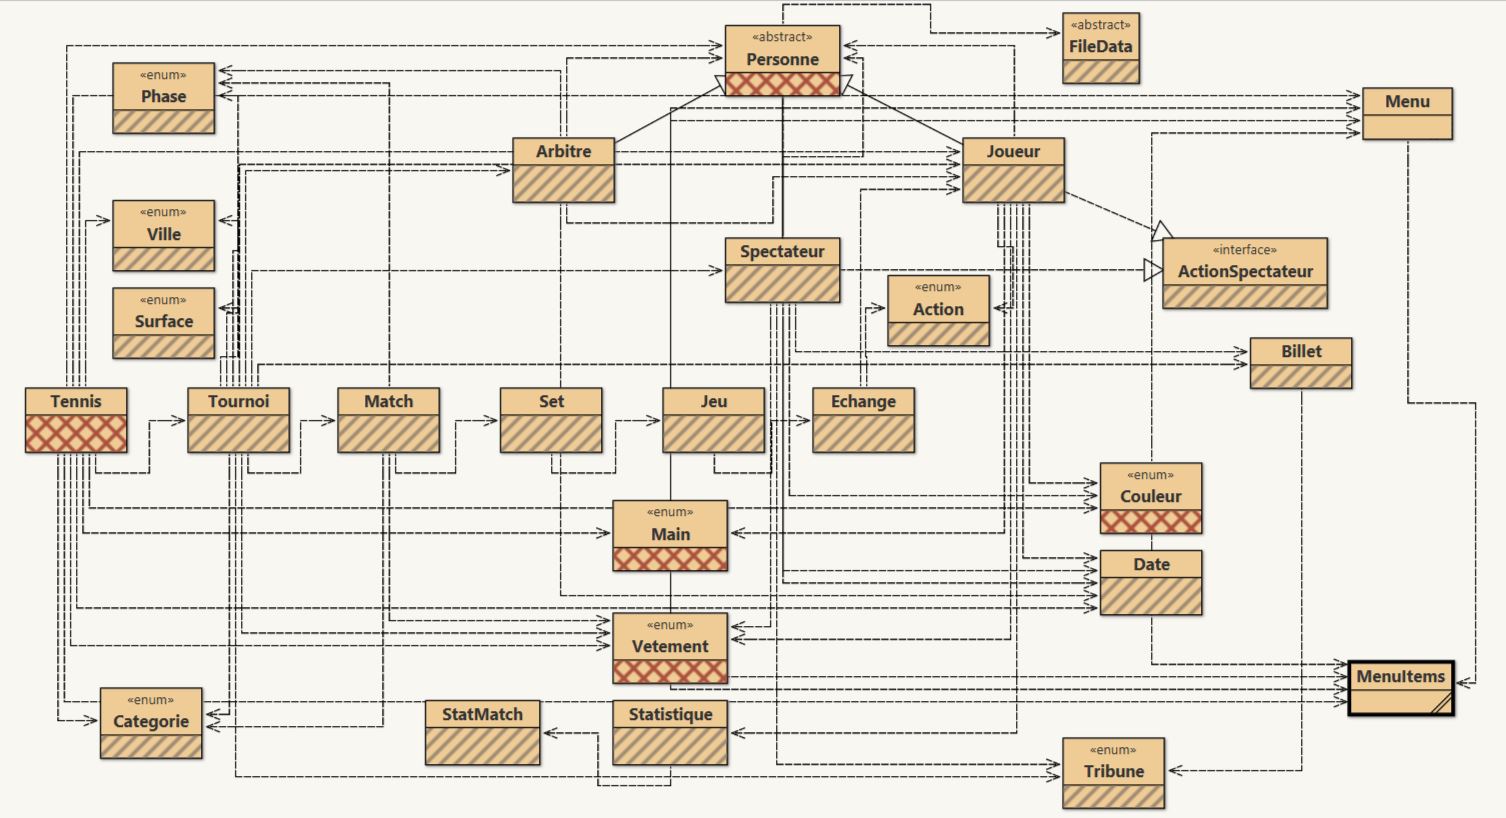 «abstract»
Personne
«abstract»
FileData
«enum»
Phase
Menu
Arbitre
Joueur
«enum»
Ville
Spectateur
«interface»
ActionSpectateur
«enum»
Action
«enum»
Surface
Billet
Tennis
Tournoi
Match
Set
Jeu
Echange
«enum»
Couleur
«enum»
Main
Date
«enum»
Vetement
MenuItems
«enum»
Categorie
StatMatch
Statistique
«enum»
Tribune